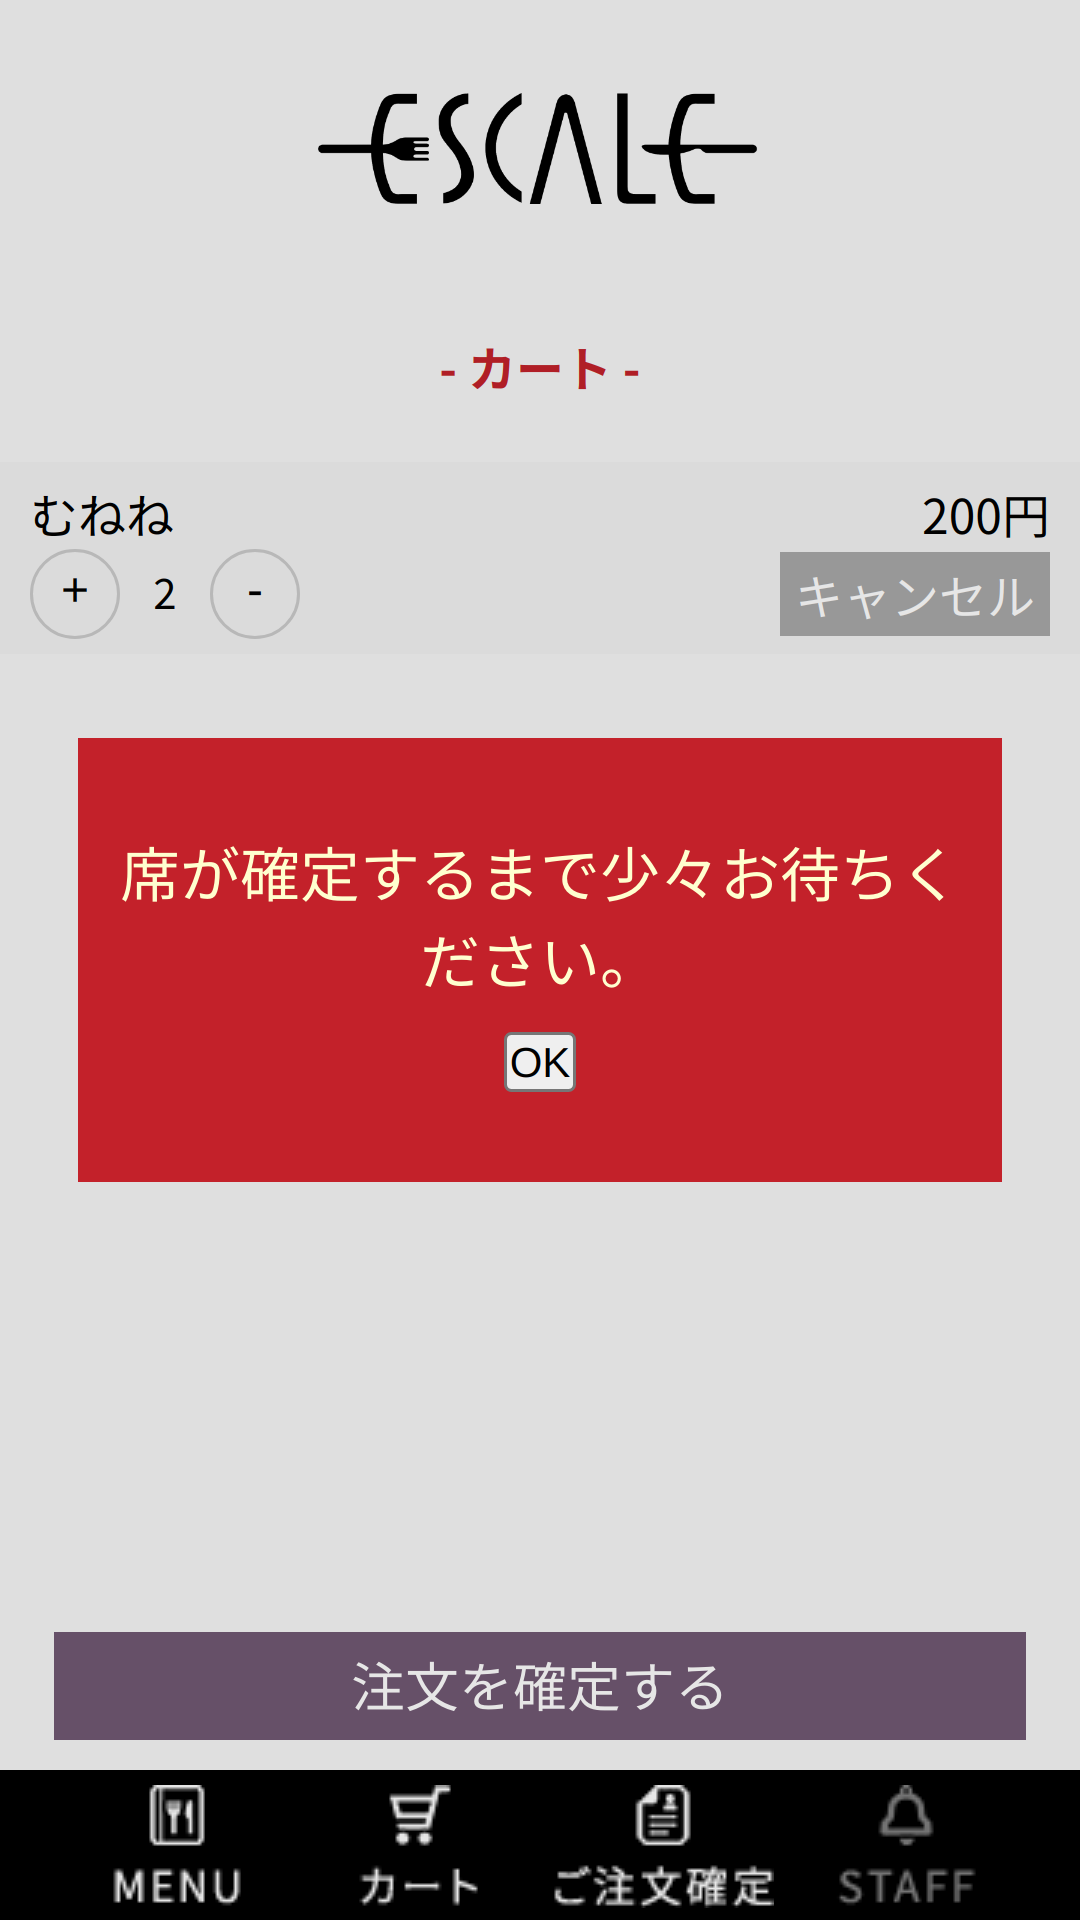 ESCALE
- カート -
むねね 200円
+ 2 - キャンセル
席が確定するまで少々お待ちく
ださい。
OK
注文を確定する
MENU カート ご注文確定 STAFF